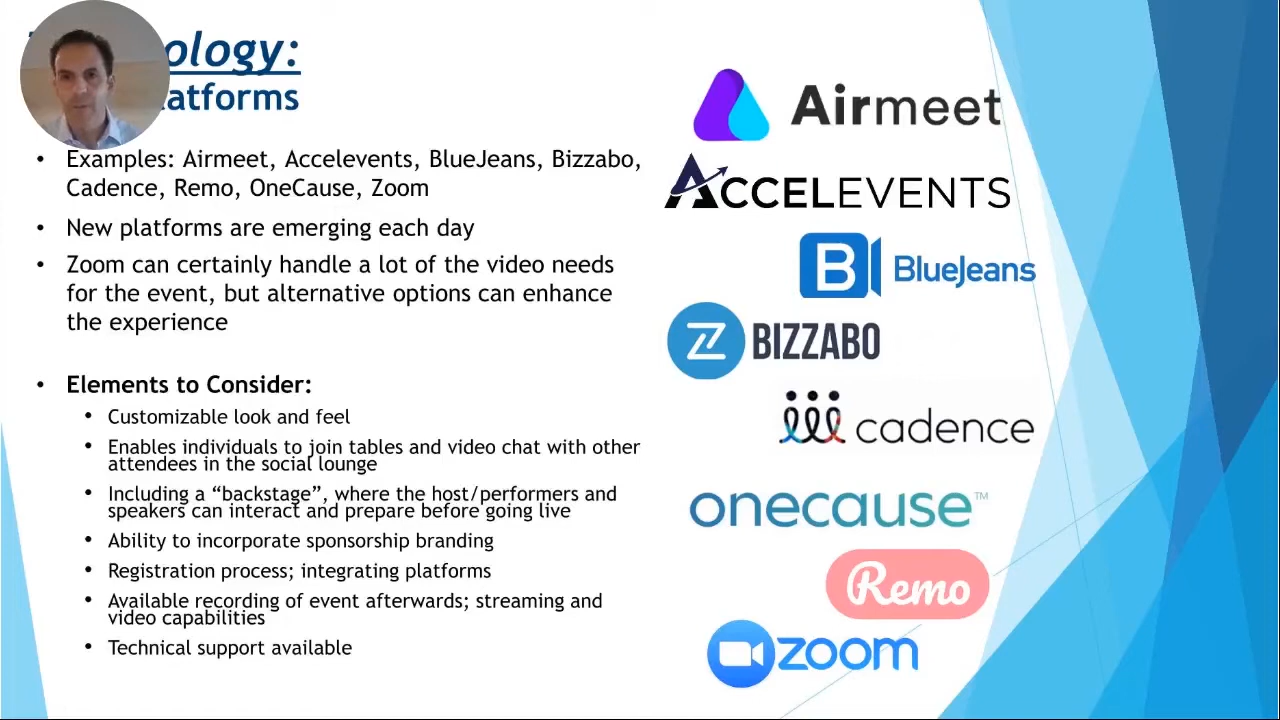 ology:
atforms
• Examples: Airmeet, Accelevents, BlueJeans, Bizzabo,
Cadence, Remo, OneCause, Zoom
• New platforms are emerging each day
• Zoom can certainly handle a lot of the video needs
for the event, but alternative options can enhance
the experience
• Elements to Consider:
• Customizable look and feel
• Enables individuals to join tables and video chat with other
attendees in the social lounge
• Including a “backstage”, where the host/performers and
speakers can interact and prepare before going live
• Ability to incorporate sponsorship branding
• Registration process; integrating platforms
• Available recording of event afterwards; streaming and
video capabilities
• Technical support available
Airmeet
ACCELEVENTS
B BLUEJEANS
BIZZABO
cadence
onecause™
Remo
zoom